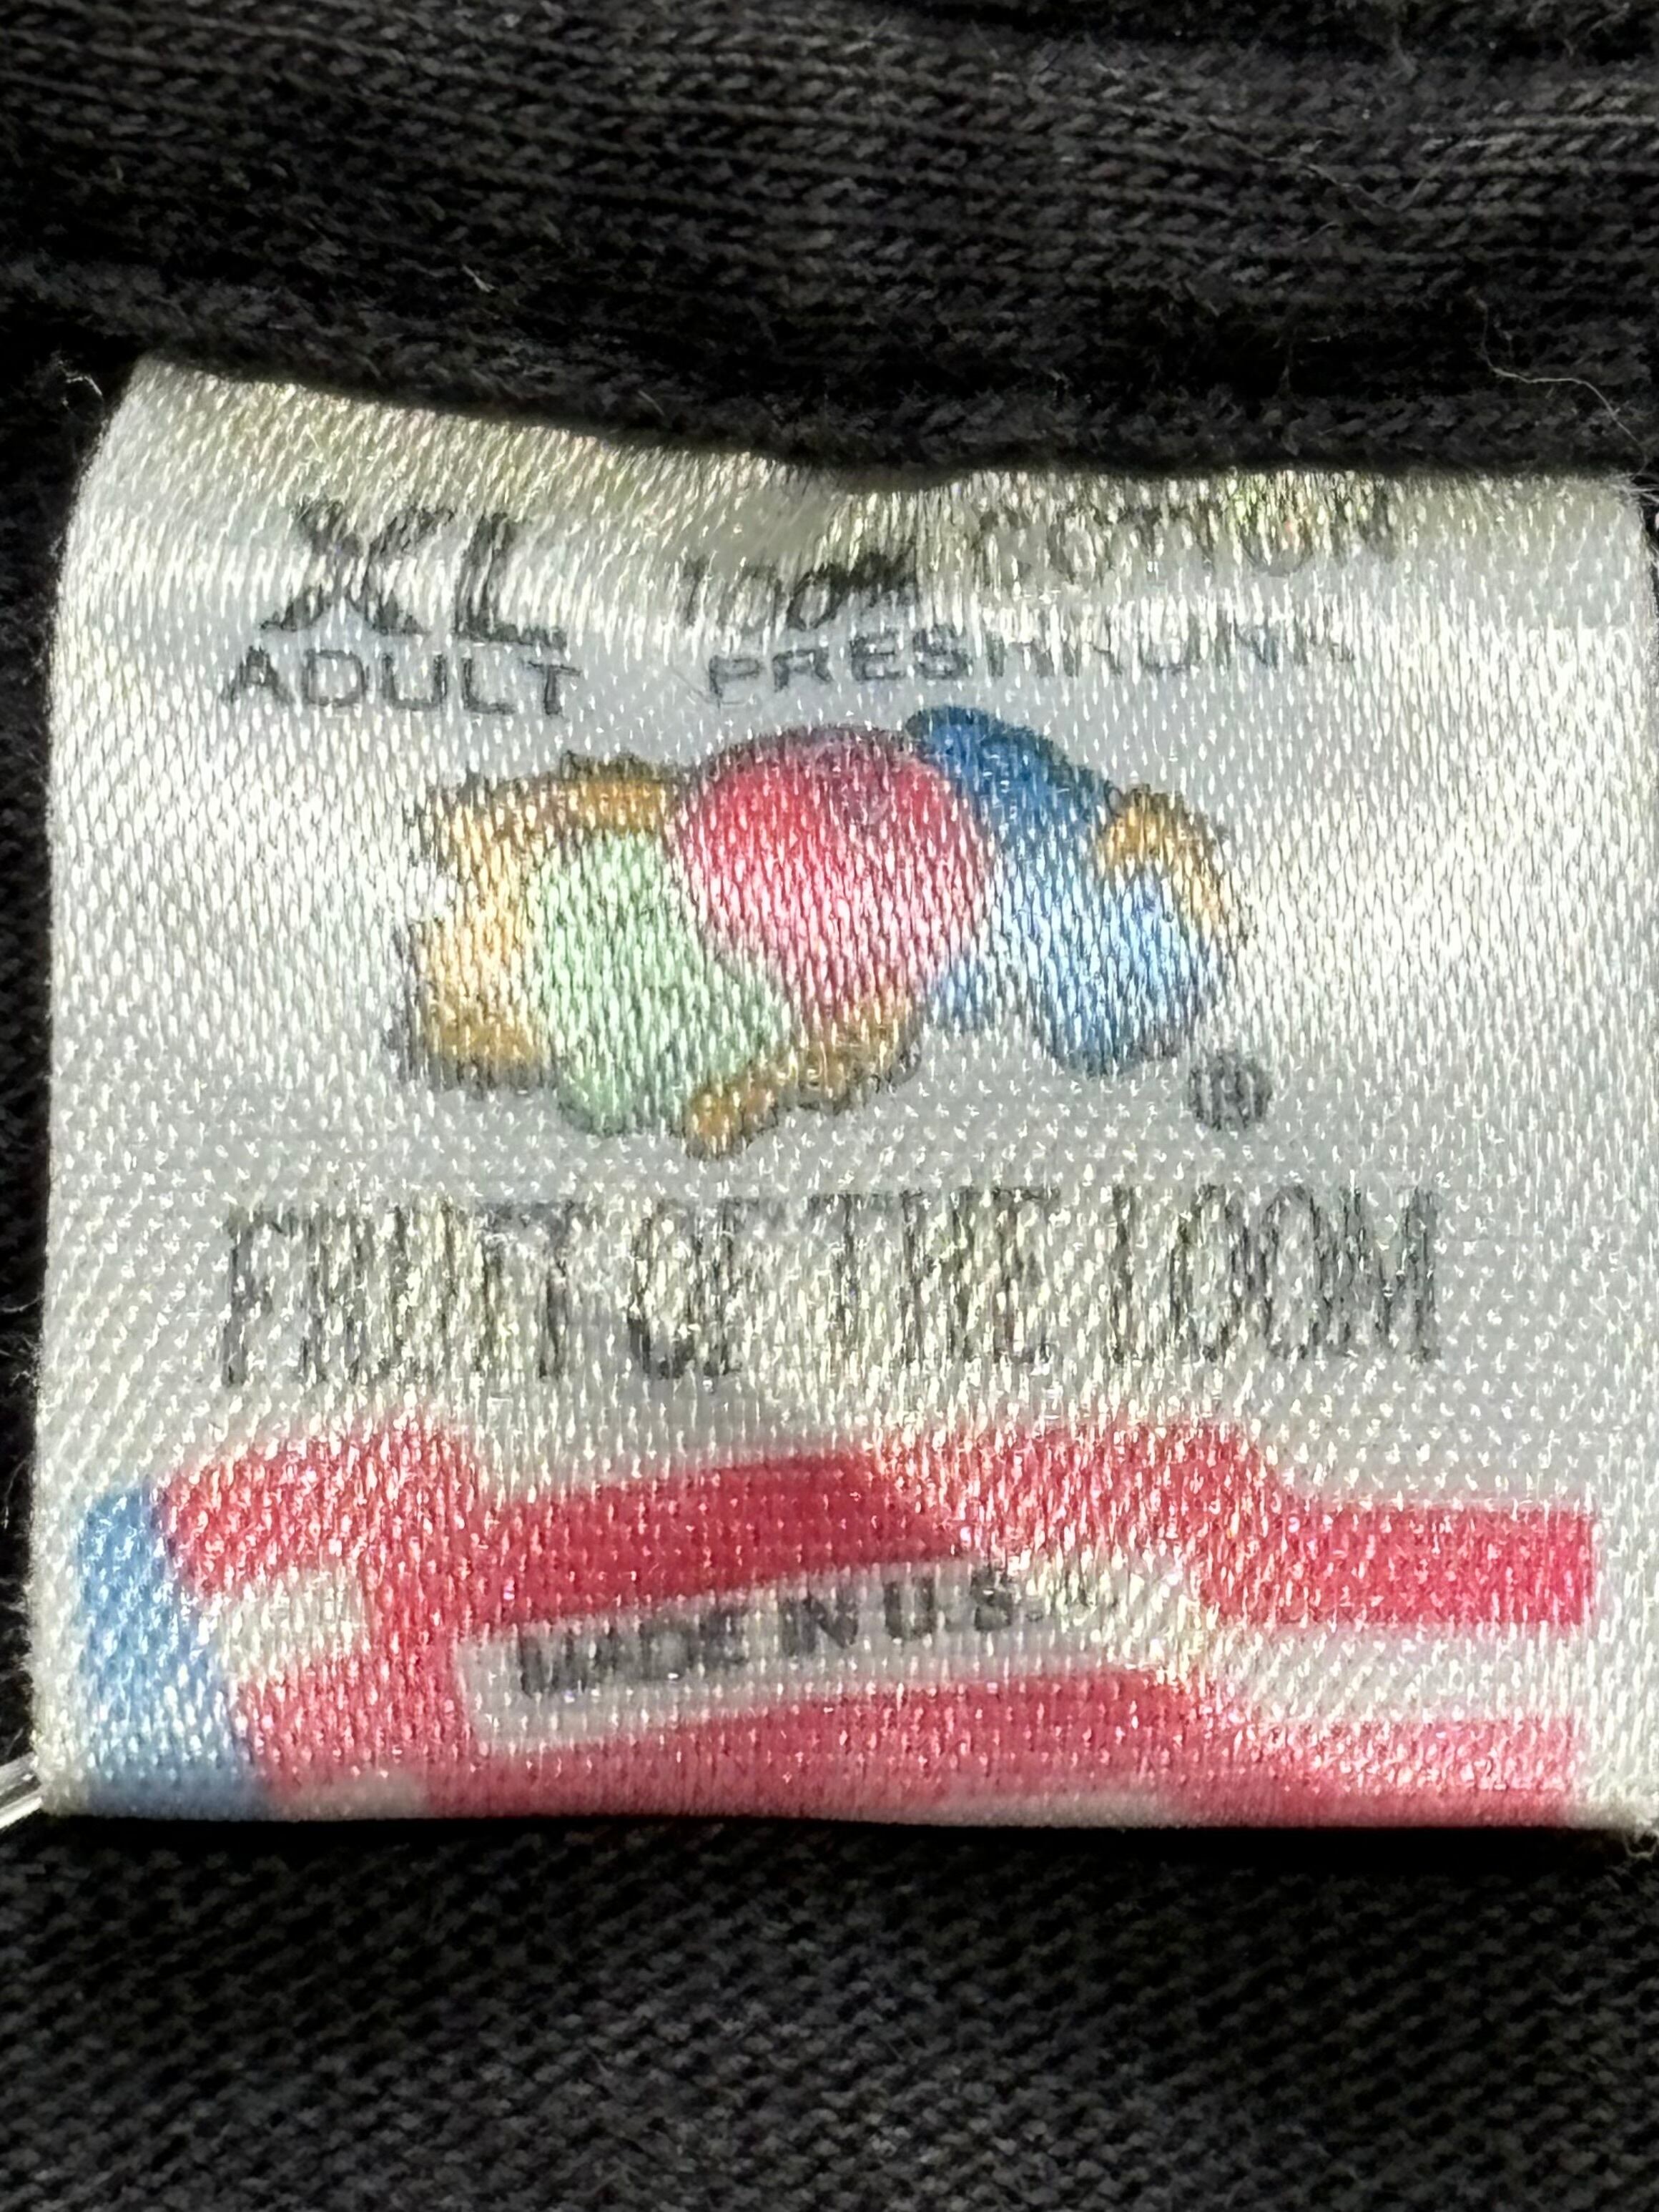 XL 100% COTTON
ADULT PRESHRUNK
®
FRUIT OF THE LOOM
MADE IN U.S.A.